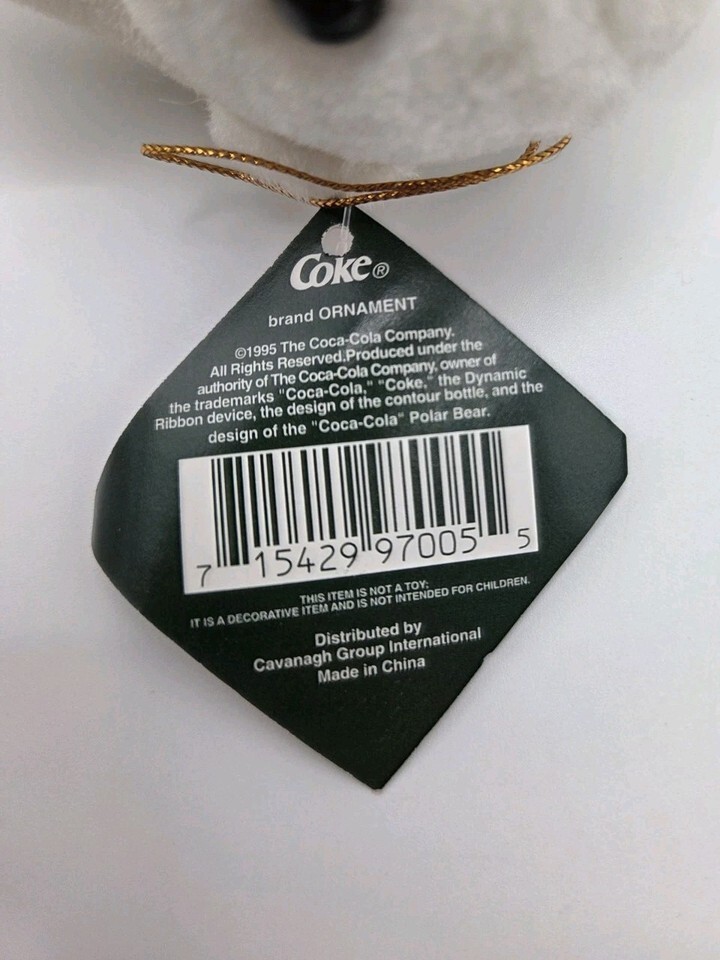 Coke®
brand ORNAMENT
©1995 The Coca-Cola Company.
All Rights Reserved.Produced under the
authority of The Coca-Cola Company, owner of
the trademarks "Coca-Cola," "Coke," the Dynamic
Ribbon device, the design of the contour bottle, and the
design of the "Coca-Cola" Polar Bear.
7 15429 97005 5
THIS ITEM IS NOT A TOY:
IT IS A DECORATIVE ITEM AND IS NOT INTENDED FOR CHILDREN.
Distributed by
Cavanagh Group International
Made in China